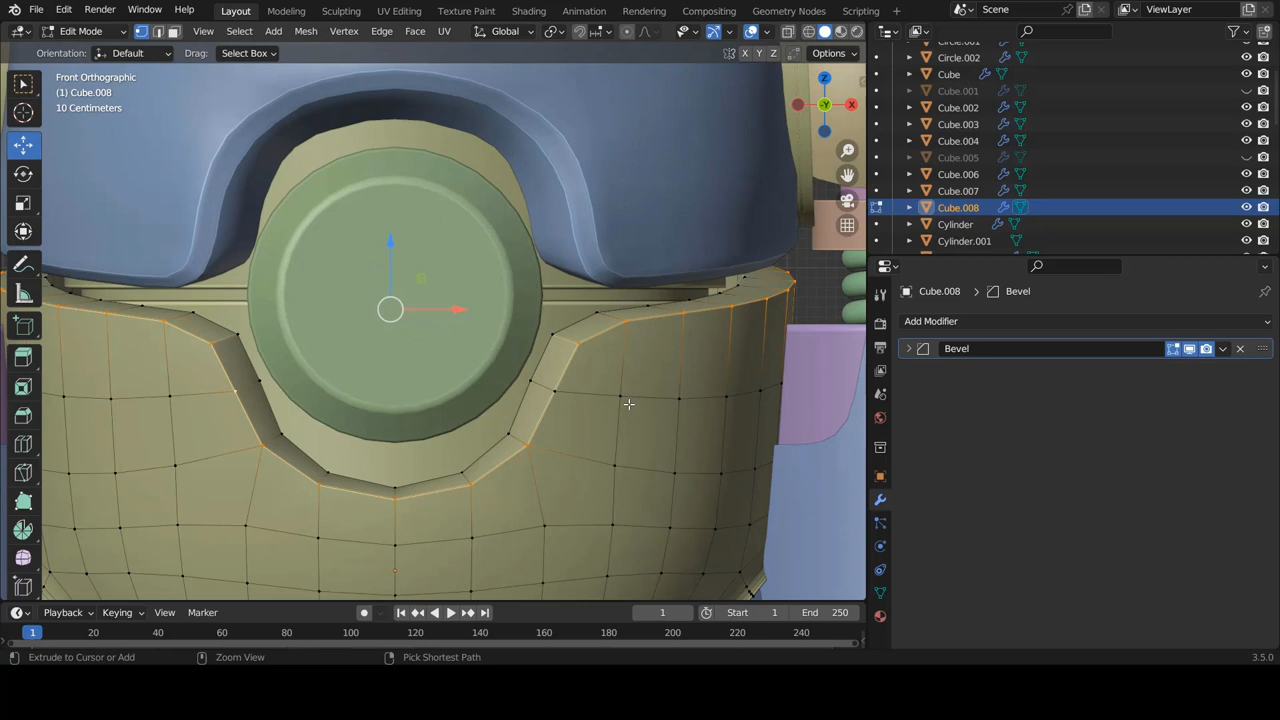 File Edit Render Window Help Layout Modeling Sculpting UV Editing Texture Paint Shading Animation Rendering Compositing Geometry Nodes Scripting + Scene ViewLayer
Edit Mode View Select Add Mesh Vertex Edge Face UV Global
Orientation: Default Drag: Select Box X Y Z Options
Front Orthographic
(1) Cube.008
10 Centimeters
Z
Y
X
Circle.001
Circle.002
Cube
Cube.001
Cube.002
Cube.003
Cube.004
Cube.005
Cube.006
Cube.007
Cube.008
Cylinder
Cylinder.001
Cube.008 Bevel
Add Modifier
Bevel
Playback Keying View Marker 1 Start 1 End 250
1 20 40 60 80 100 120 140 160 180 200 220 240
Extrude to Cursor or Add Zoom View Pick Shortest Path 3.5.0